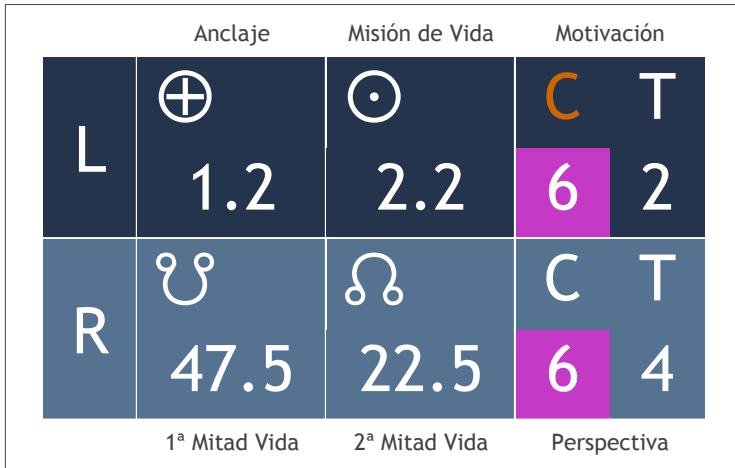 Anclaje Misión de Vida Motivación
L C T
1.2 2.2 6 2
R C T
47.5 22.5 6 4
1ª Mitad Vida 2ª Mitad Vida Perspectiva